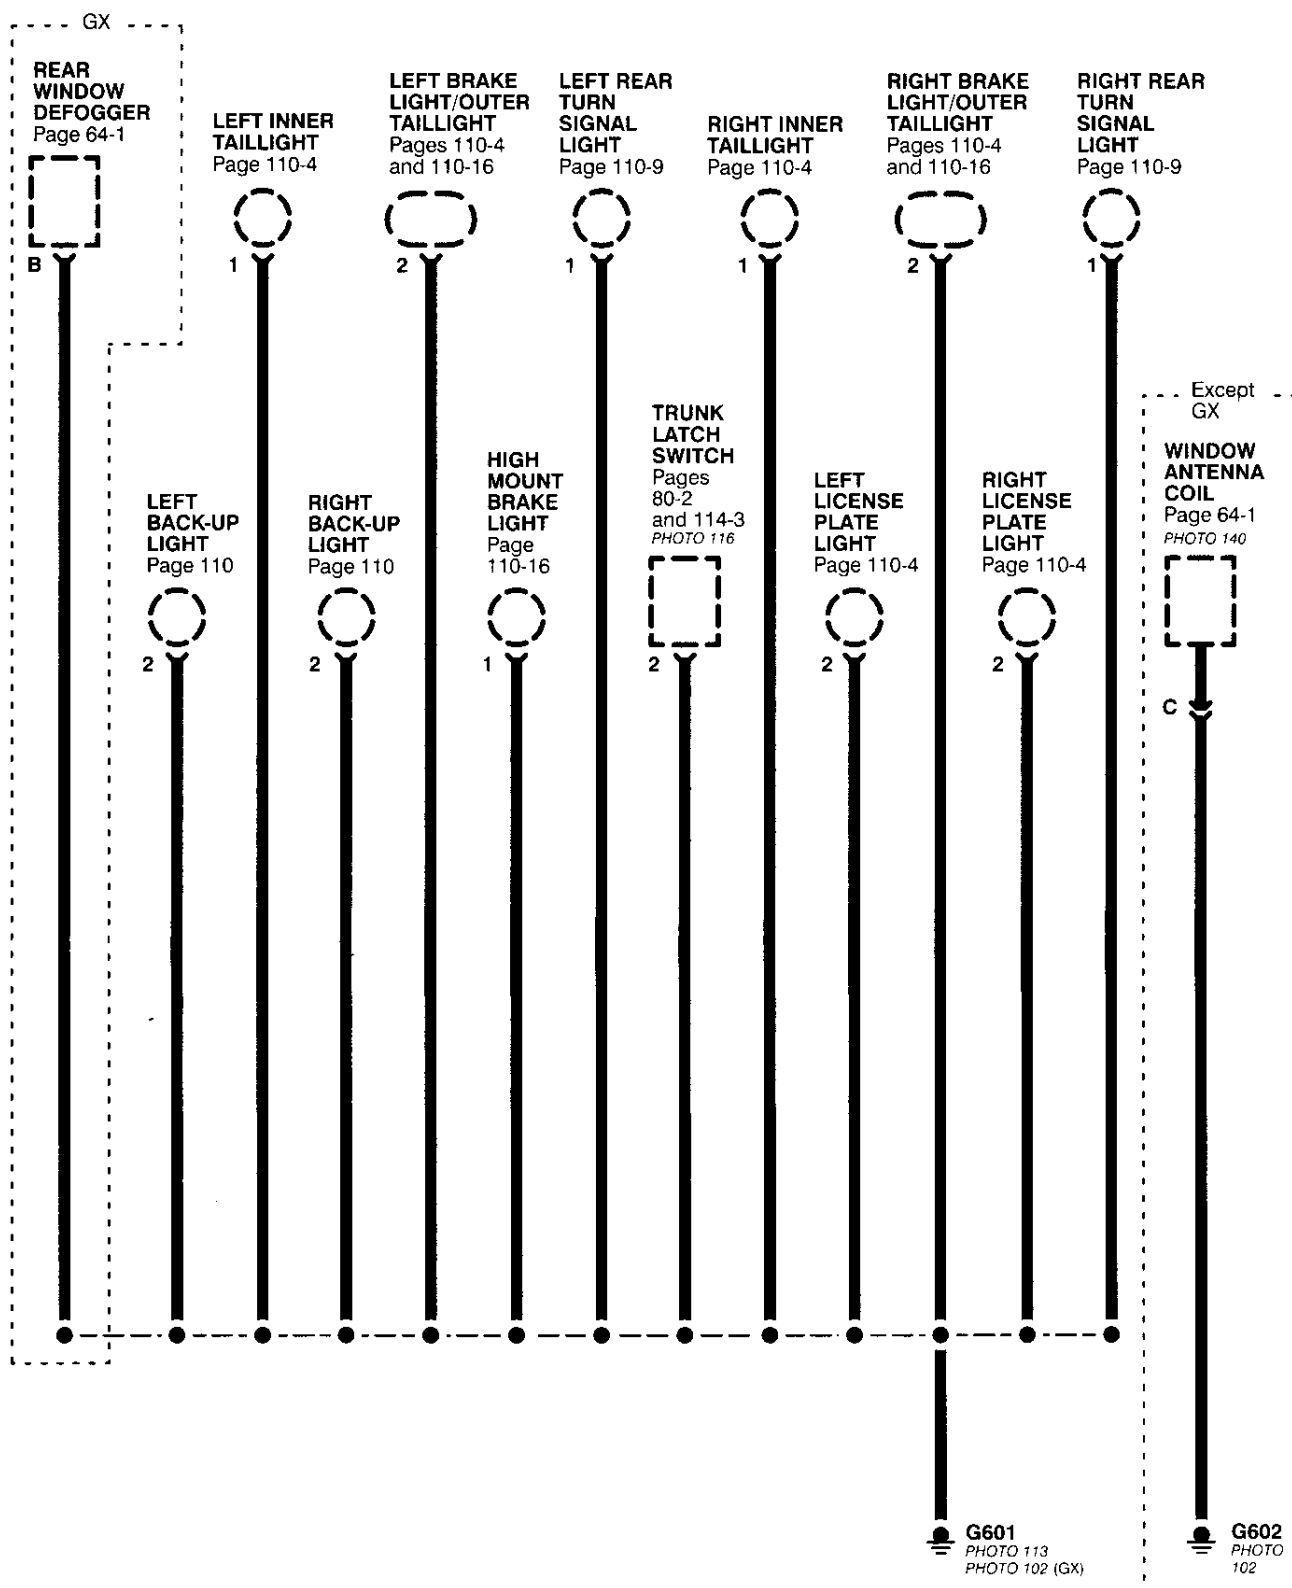 GX
REAR
WINDOW
DEFOGGER
Page 64-1
B
LEFT INNER
TAILLIGHT
Page 110-4
1
LEFT BRAKE
LIGHT/OUTER
TAILLIGHT
Pages 110-4
and 110-16
2
LEFT REAR
TURN
SIGNAL
LIGHT
Page 110-9
1
RIGHT INNER
TAILLIGHT
Page 110-4
1
RIGHT BRAKE
LIGHT/OUTER
TAILLIGHT
Pages 110-4
and 110-16
2
RIGHT REAR
TURN
SIGNAL
LIGHT
Page 110-9
1
LEFT
BACK-UP
LIGHT
Page 110
2
RIGHT
BACK-UP
LIGHT
Page 110
2
HIGH
MOUNT
BRAKE
LIGHT
Page
110-16
1
TRUNK
LATCH
SWITCH
Pages
80-2
and 114-3
PHOTO 116
2
LEFT
LICENSE
PLATE
LIGHT
Page 110-4
2
RIGHT
LICENSE
PLATE
LIGHT
Page 110-4
2
Except
GX
WINDOW
ANTENNA
COIL
Page 64-1
PHOTO 140
C
G601
PHOTO 113
PHOTO 102 (GX)
G602
PHOTO
102